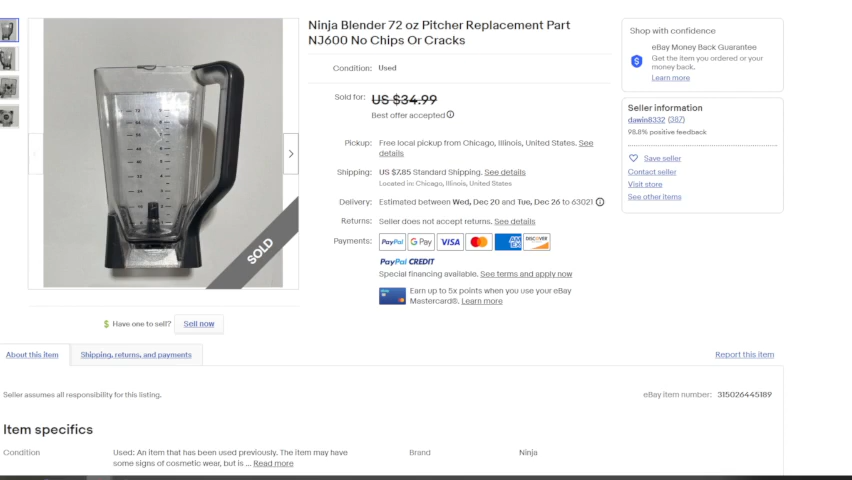 Ninja Blender 72 oz Pitcher Replacement Part
NJ600 No Chips Or Cracks
Condition: Used
Sold for: US $34.99
Best offer accepted
Pickup: Free local pickup from Chicago, Illinois, United States. See
details
Shipping: US $7.85 Standard Shipping. See details
Located in: Chicago, Illinois, United States
Delivery: Estimated between Wed, Dec 20 and Tue, Dec 26 to 63021
Returns: Seller does not accept returns. See details
Payments: PayPal G Pay VISA MasterCard AM EX DISCOVER
PayPal CREDIT
Special financing available. See terms and apply now
Earn up to 5x points when you use your eBay
Mastercard®. Learn more
Shop with confidence
eBay Money Back Guarantee
Get the item you ordered or your
money back.
Learn more
Seller information
dawin8332 (387)
98.8% positive feedback
Save seller
Contact seller
Visit store
See other items
SOLD
$ Have one to sell? Sell now
About this item Shipping, returns, and payments Report this item
Seller assumes all responsibility for this listing. eBay item number: 315026445189
Item specifics
Condition Used: An item that has been used previously. The item may have Brand Ninja
some signs of cosmetic wear, but is ... Read more